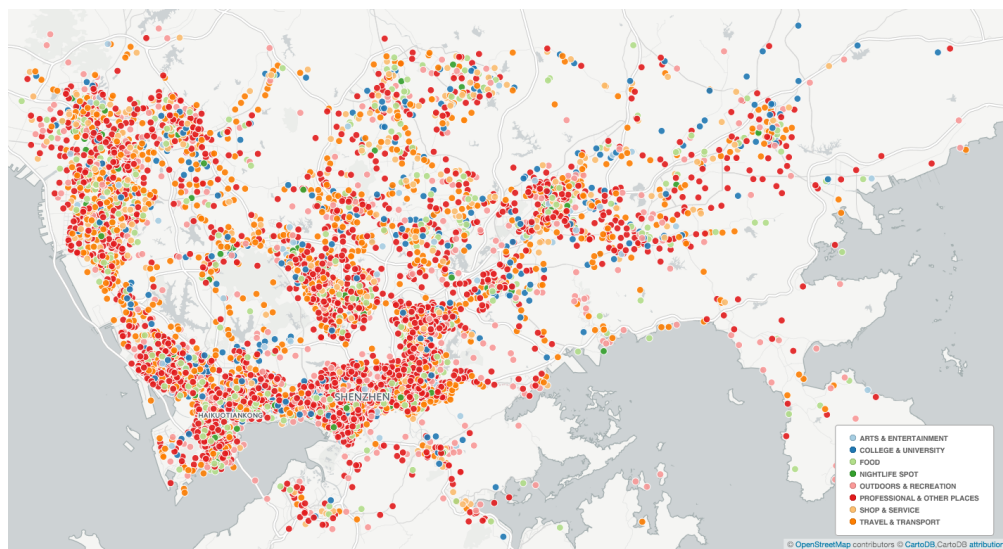 SHENZHEN
HAIKUOTIANKONG
ARTS & ENTERTAINMENT
COLLEGE & UNIVERSITY
FOOD
NIGHTLIFE SPOT
OUTDOORS & RECREATION
PROFESSIONAL & OTHER PLACES
SHOP & SERVICE
TRAVEL & TRANSPORT
© OpenStreetMap contributors © CartoDB,CartoDB attribution